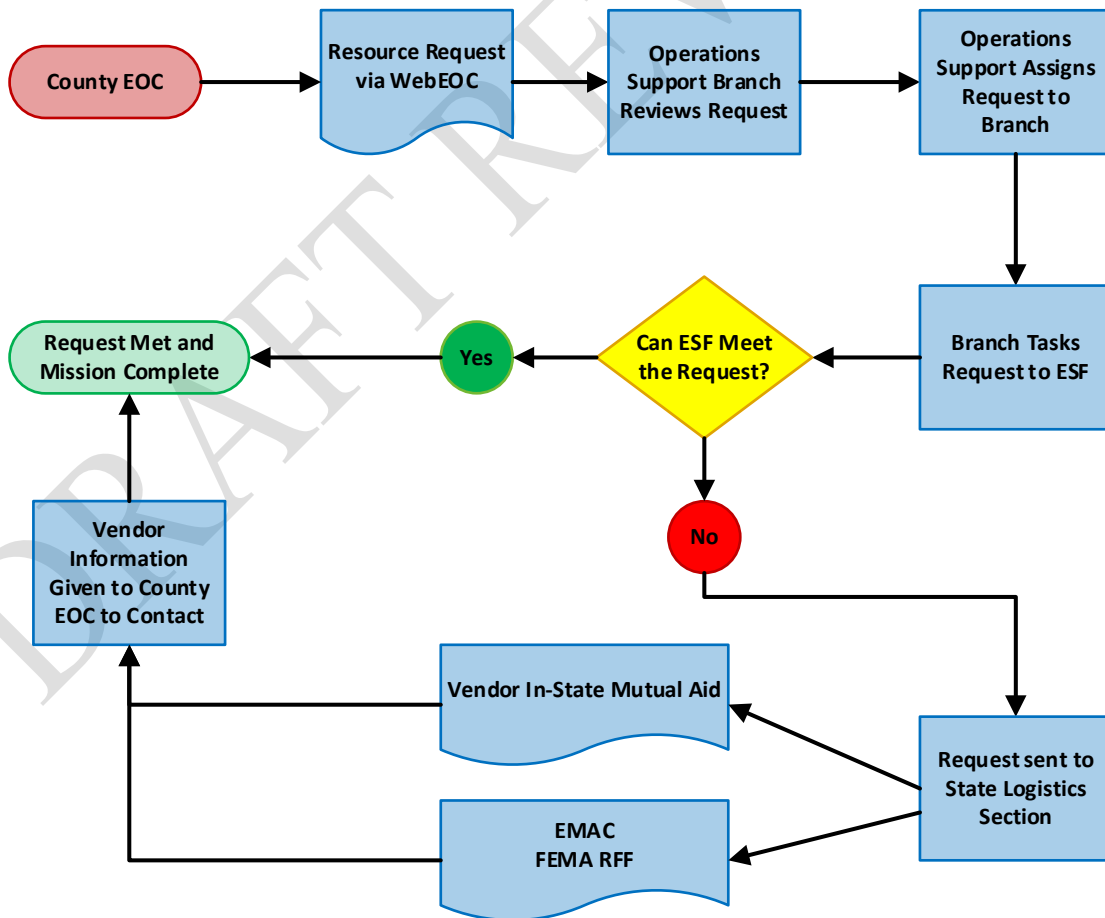 County EOC
Resource Request
via WebEOC
Operations
Support Branch
Reviews Request
Operations
Support Assigns
Request to
Branch
Request Met and
Mission Complete
Yes
Can ESF Meet
the Request?
Branch Tasks
Request to ESF
No
Vendor
Information
Given to County
EOC to Contact
Vendor In-State Mutual Aid
Request sent to
State Logistics
Section
EMAC
FEMA RFF
DRAFT RE